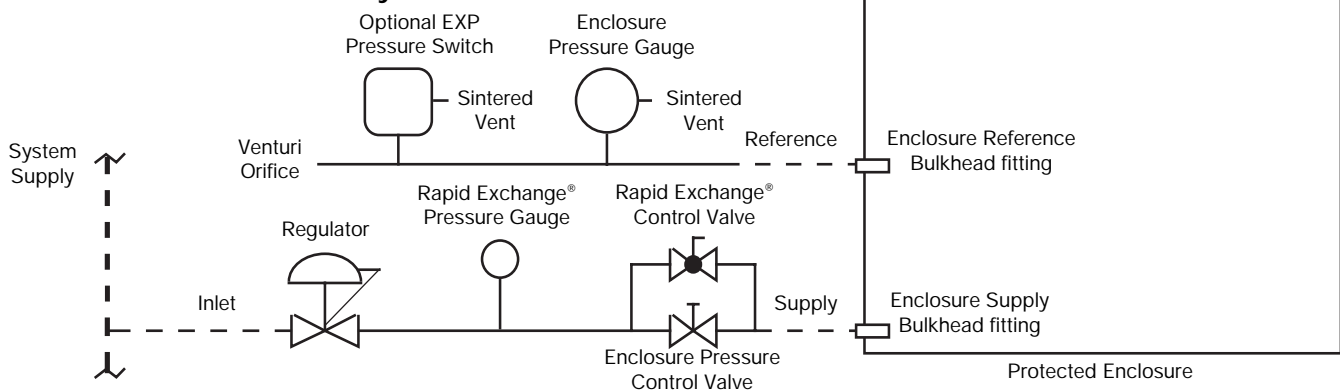 Optional EXP
Pressure Switch
Enclosure
Pressure Gauge
Sintered
Vent
Sintered
Vent
System
Supply
Venturi
Orifice
Reference
Enclosure Reference
Bulkhead fitting
Rapid Exchange®
Pressure Gauge
Rapid Exchange®
Control Valve
Regulator
Inlet
Supply
Enclosure Supply
Bulkhead fitting
Enclosure Pressure
Control Valve
Protected Enclosure